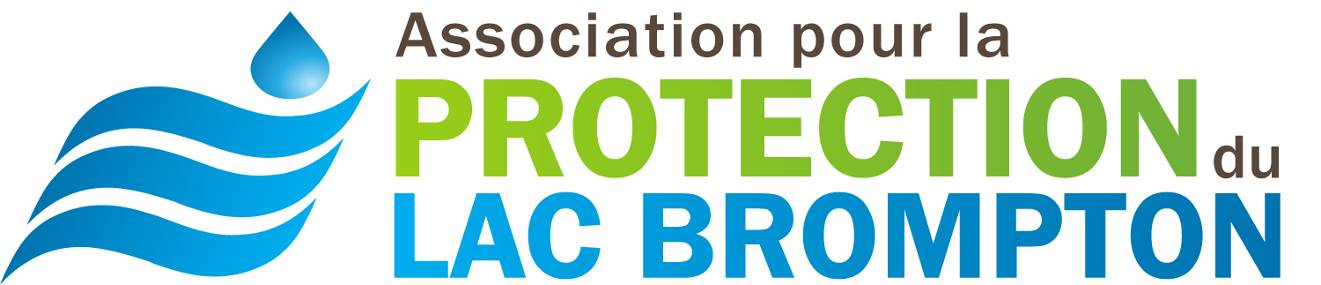 Association pour la
PROTECTION du
LAC BROMPTON